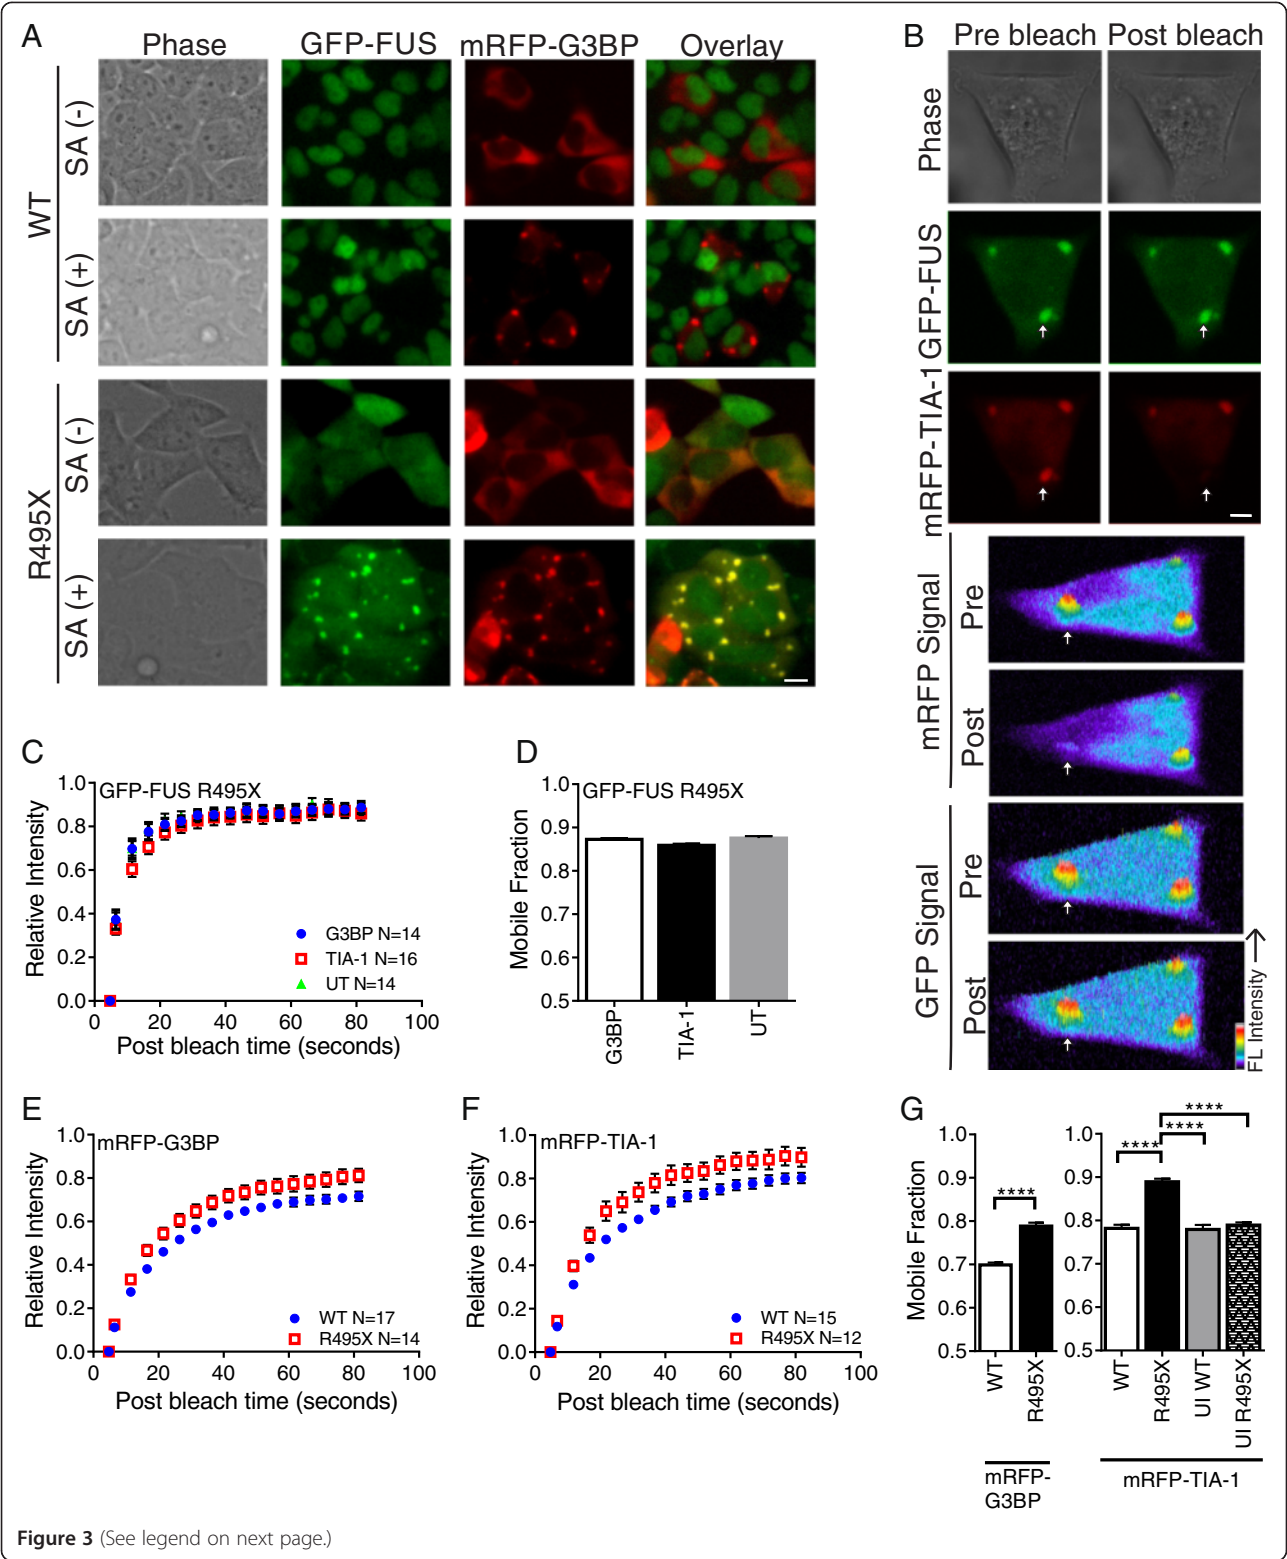 A
Phase GFP-FUS mRFP-G3BP Overlay
WT
SA (-)
SA (+)
R495X
SA (-)
SA (+)
B
Pre bleach Post bleach
Phase
GFP-FUS
mRFP-TIA-1
mRFP Signal
Pre
Post
GFP Signal
Pre
Post
FL Intensity
C
GFP-FUS R495X
Relative Intensity
1.0
0.8
0.6
0.4
0.2
0.0
G3BP N=14
TIA-1 N=16
UT N=14
0 20 40 60 80 100
Post bleach time (seconds)
D
GFP-FUS R495X
Mobile Fraction
1.0
0.9
0.8
0.7
0.6
0.5
G3BP TIA-1 UT
E
mRFP-G3BP
Relative Intensity
1.0
0.8
0.6
0.4
0.2
0.0
WT N=17
R495X N=14
0 20 40 60 80 100
Post bleach time (seconds)
F
mRFP-TIA-1
Relative Intensity
1.0
0.8
0.6
0.4
0.2
0.0
WT N=15
R495X N=12
0 20 40 60 80 100
Post bleach time (seconds)
G
Mobile Fraction
1.0
0.9
0.8
0.7
0.6
0.5
****
WT R495X
mRFP-
G3BP
1.0
0.9
0.8
0.7
0.6
0.5
****
****
****
WT R495X UI WT UI R495X
mRFP-TIA-1
Figure 3 (See legend on next page.)